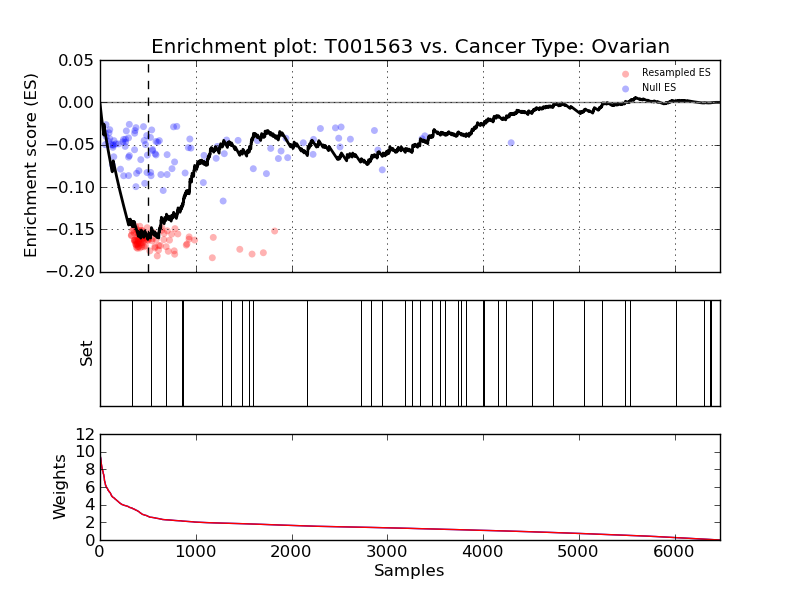 Enrichment plot: T001563 vs. Cancer Type: Ovarian
0.05
0.00
−0.05
−0.10
−0.15
−0.20
Enrichment score (ES)
Resampled ES
Null ES
Set
12
10
8
6
4
2
0
Weights
0
1000
2000
3000
4000
5000
6000
Samples